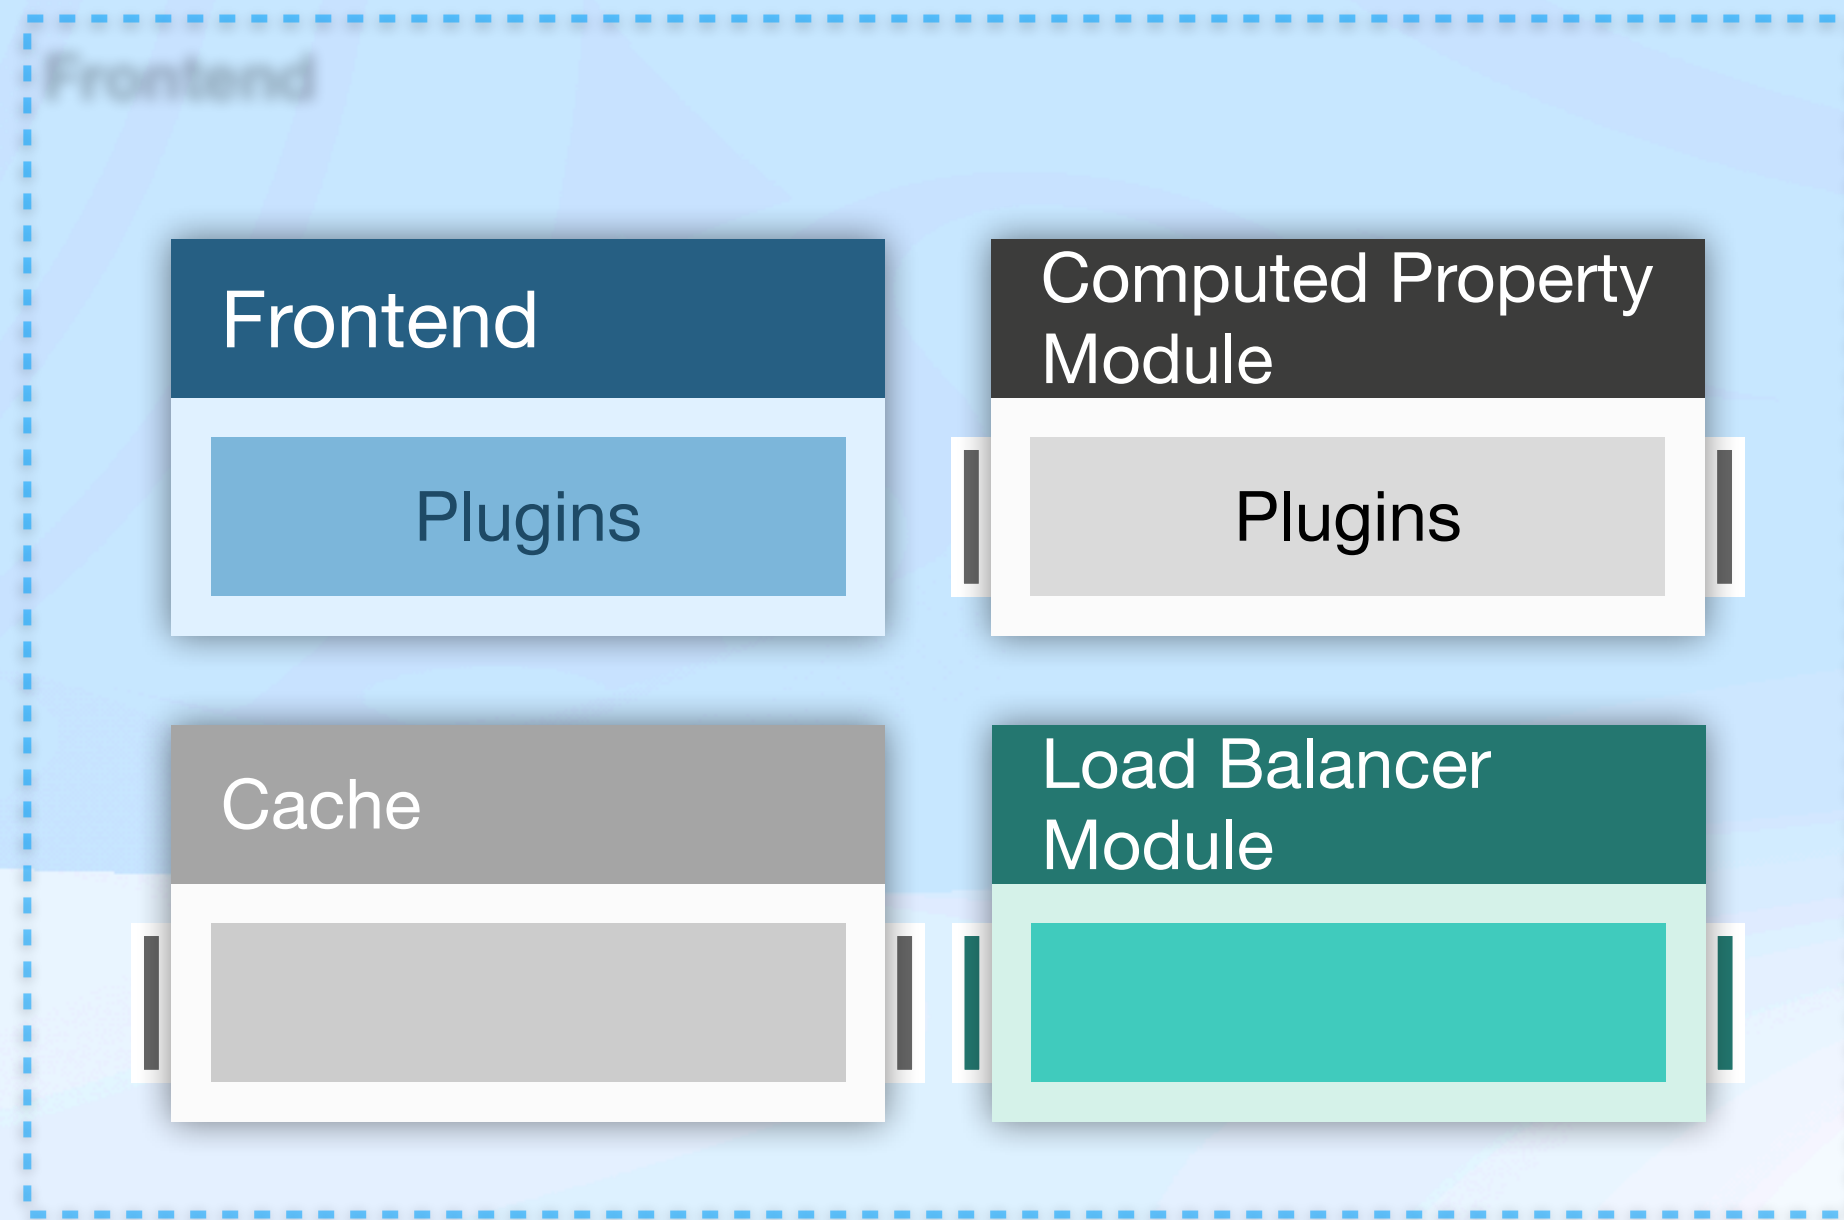 Frontend
Frontend
Computed Property
Module
Plugins
Plugins
Cache
Load Balancer
Module